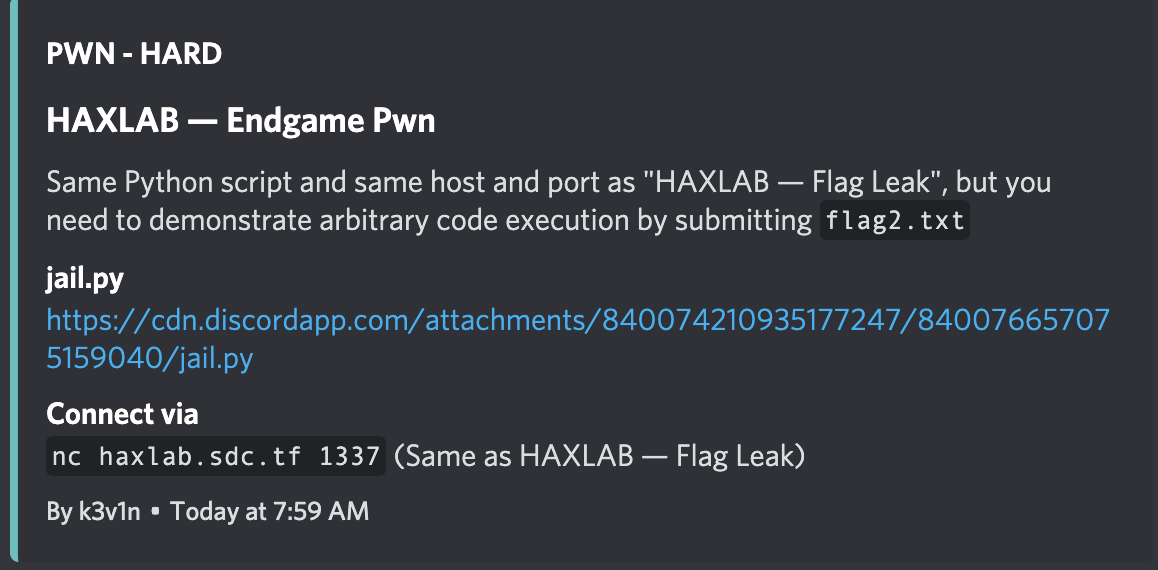 PWN - HARD
HAXLAB — Endgame Pwn
Same Python script and same host and port as "HAXLAB — Flag Leak", but you
need to demonstrate arbitrary code execution by submitting flag2.txt
jail.py
https://cdn.discordapp.com/attachments/840074210935177247/84007665707
5159040/jail.py
Connect via
nc haxlab.sdc.tf 1337 (Same as HAXLAB — Flag Leak)
By k3v1n • Today at 7:59 AM